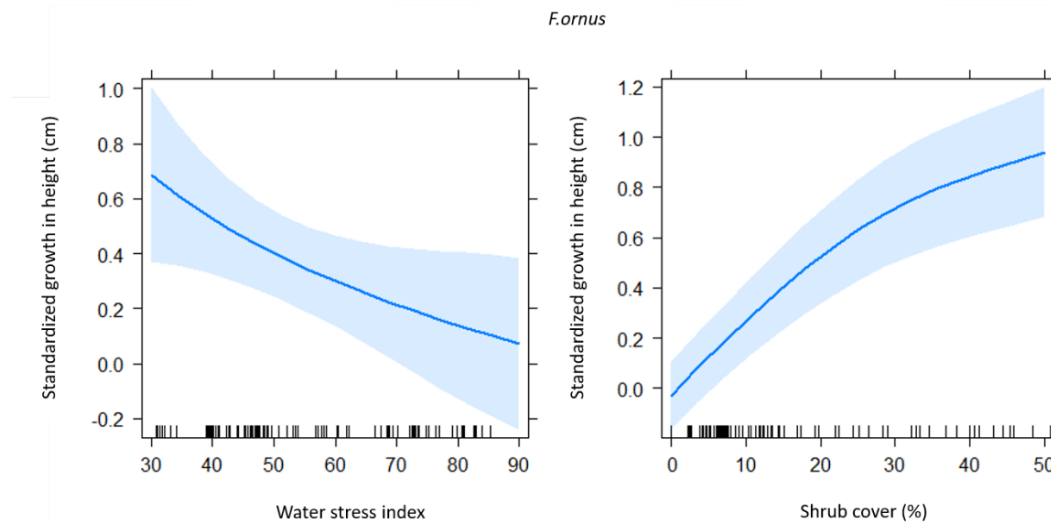 F.ornus
Standardized growth in height (cm)
1.0
0.8
0.6
0.4
0.2
0.0
-0.2
30 40 50 60 70 80 90
Water stress index
Standardized growth in height (cm)
1.2
1.0
0.8
0.6
0.4
0.2
0.0
0 10 20 30 40 50
Shrub cover (%)